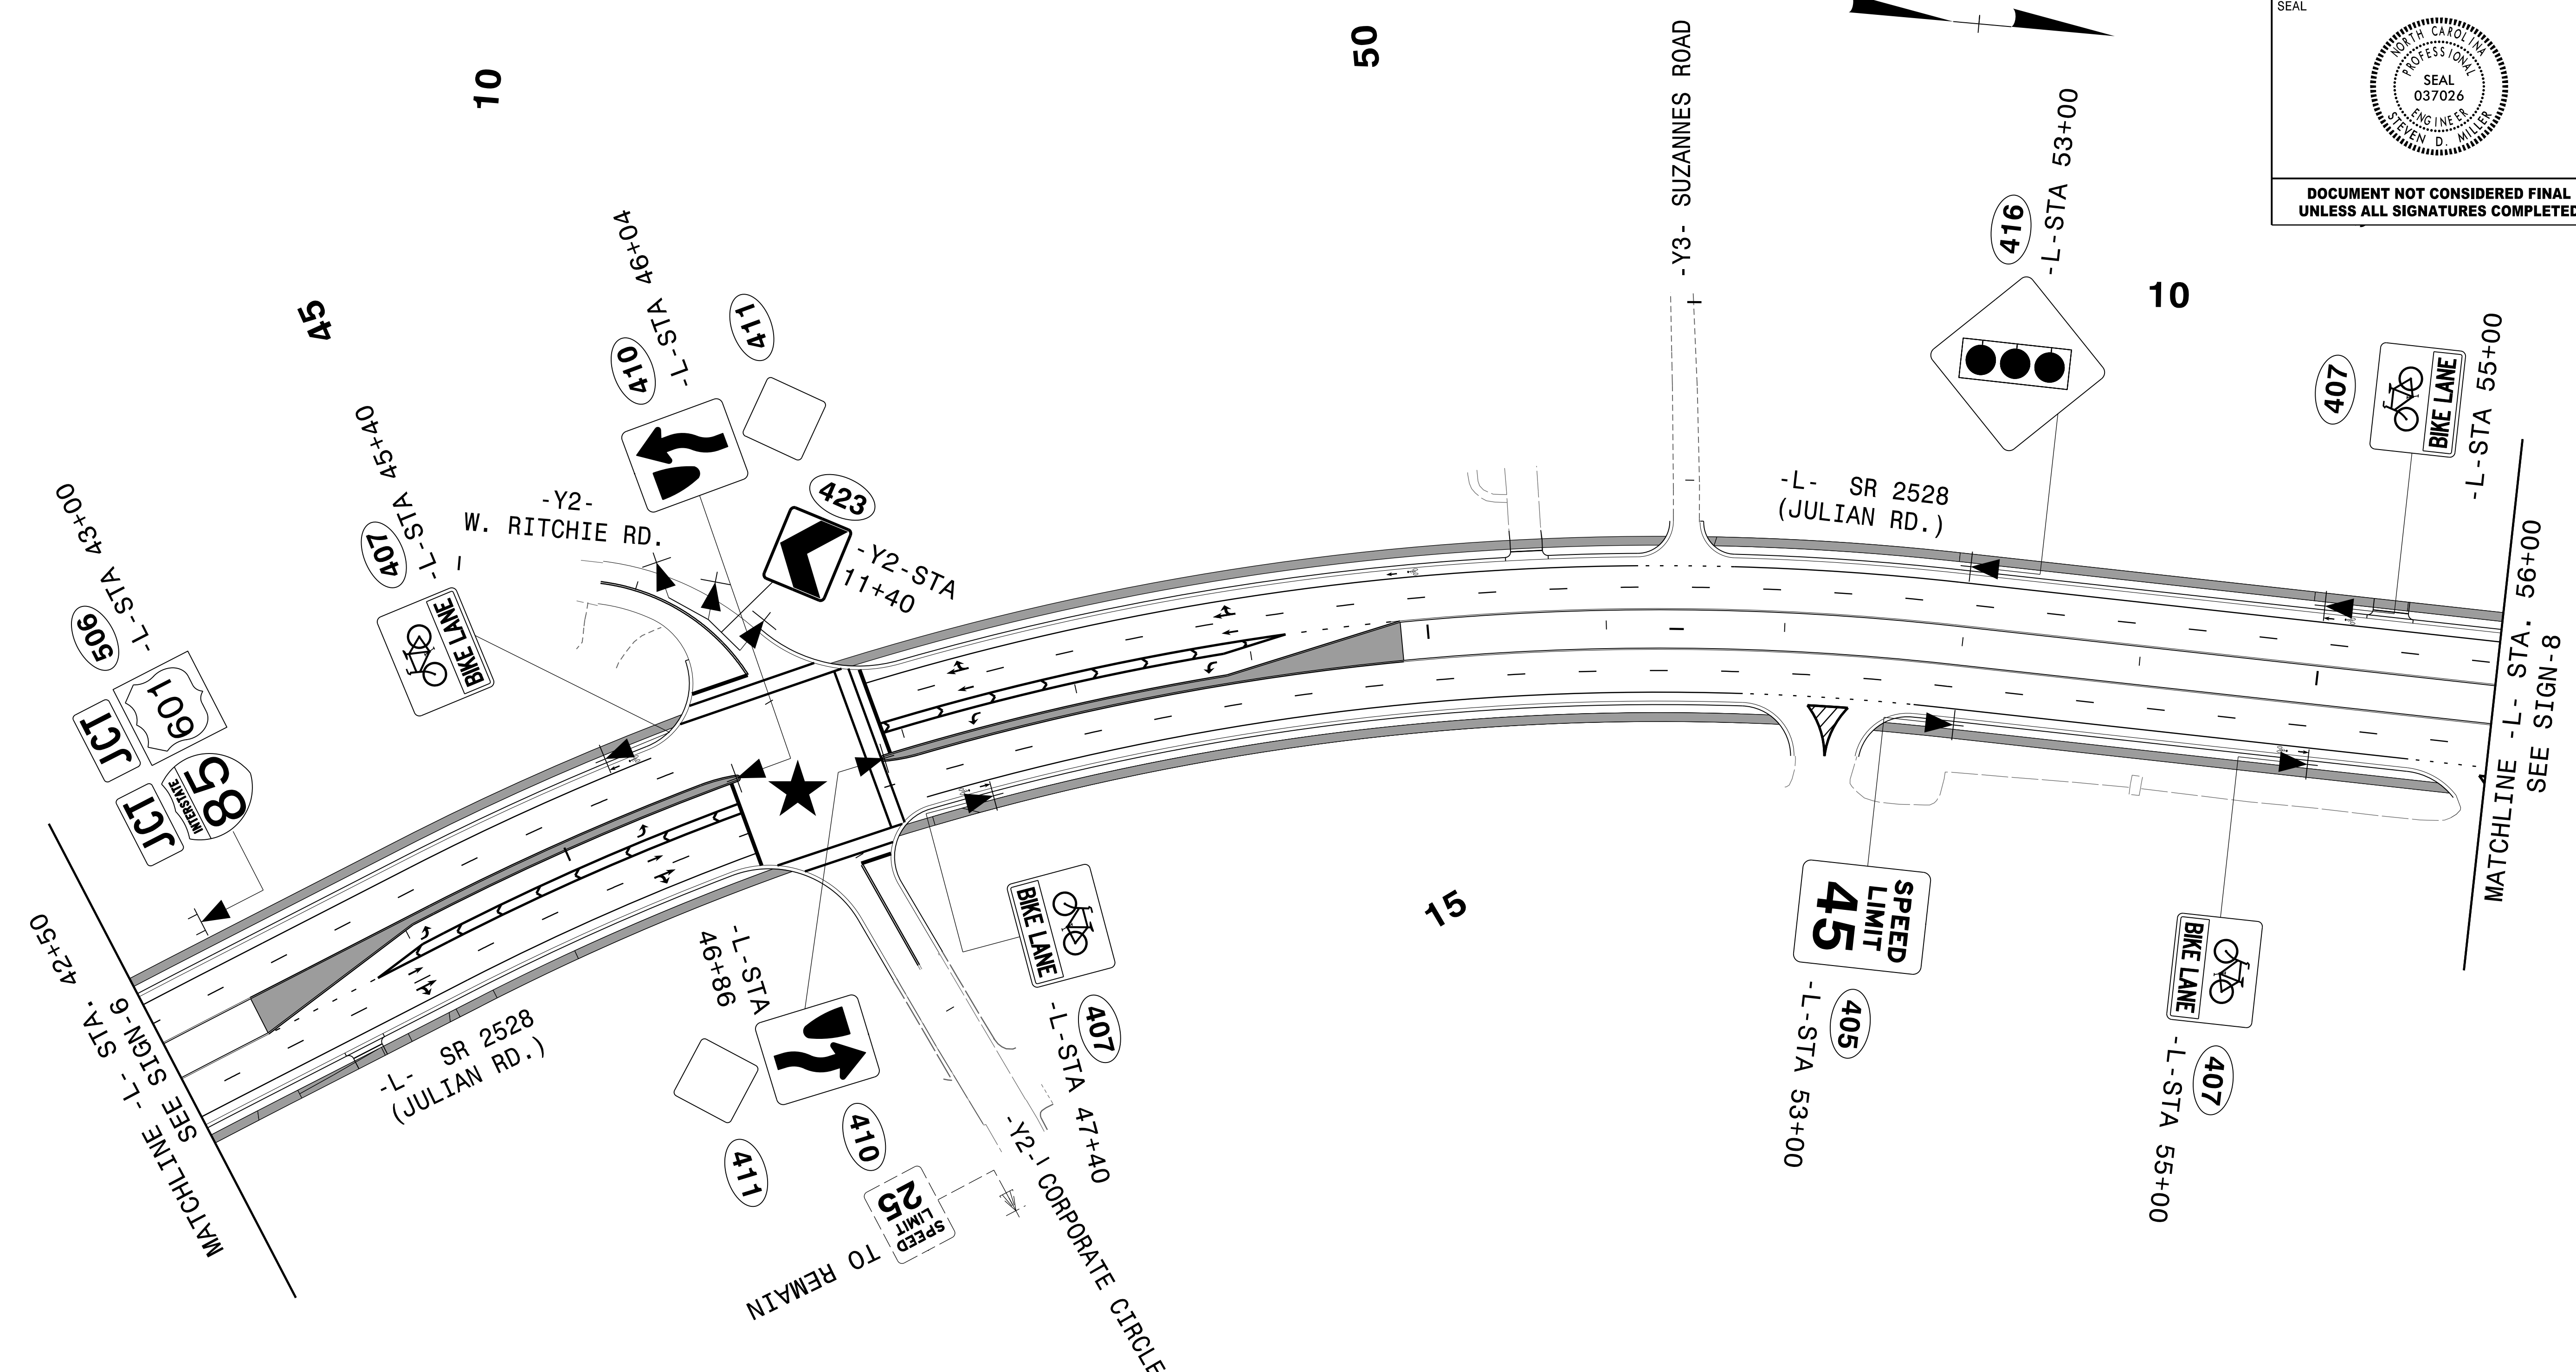 SEAL
NORTH CAROLINA
PROFESSIONAL
SEAL
037026
ENGINEER
STEVEN D. MILLER
DOCUMENT NOT CONSIDERED FINAL
UNLESS ALL SIGNATURES COMPLETED
10
50
-Y3- SUZANNES ROAD
416
-L-STA 53+00
10
45
-L-STA 46+04
410
411
423
-Y2-STA
11+40
-L-STA 45+40
407
BIKE LANE
-Y2-
W. RITCHIE RD.
-L-STA 43+00
506
601
JCT
INTERSTATE
85
JCT
-L- SR 2528
(JULIAN RD.)
407
BIKE LANE
-L-STA 55+00
MATCHLINE -L- STA. 56+00
SEE SIGN-8
MATCHLINE -L- STA. 42+50
SEE SIGN-6
-L- SR 2528
(JULIAN RD.)
-L-STA
46+86
411
410
SPEED
LIMIT
25
TO REMAIN
BIKE LANE
407
-L-STA 47+40
-Y2- CORPORATE CIRCLE
15
SPEED
LIMIT
45
405
-L-STA 53+00
BIKE LANE
407
-L-STA 55+00